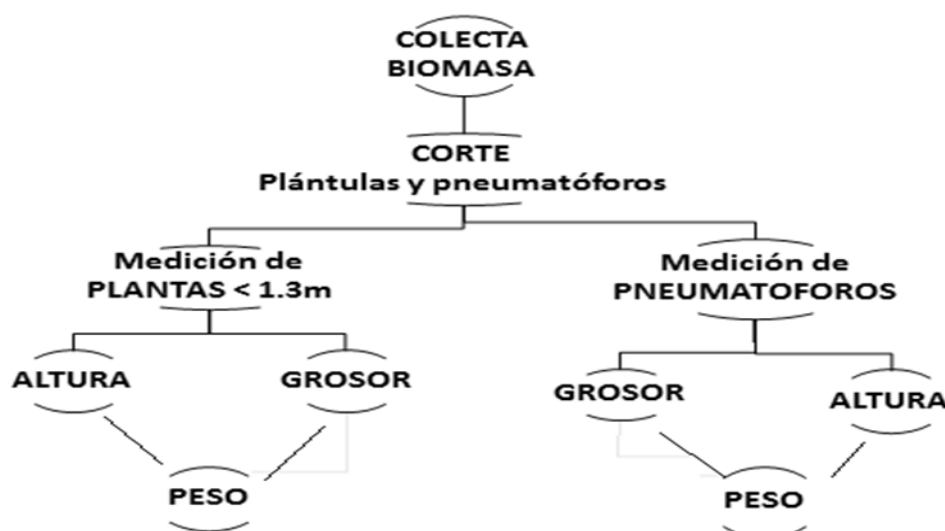 COLECTA
BIOMASA
CORTE
Plántulas y pneumatóforos
Medición de
PLANTAS < 1.3m
Medición de
PNEUMATOFOROS
ALTURA
GROSOR
GROSOR
ALTURA
PESO
PESO